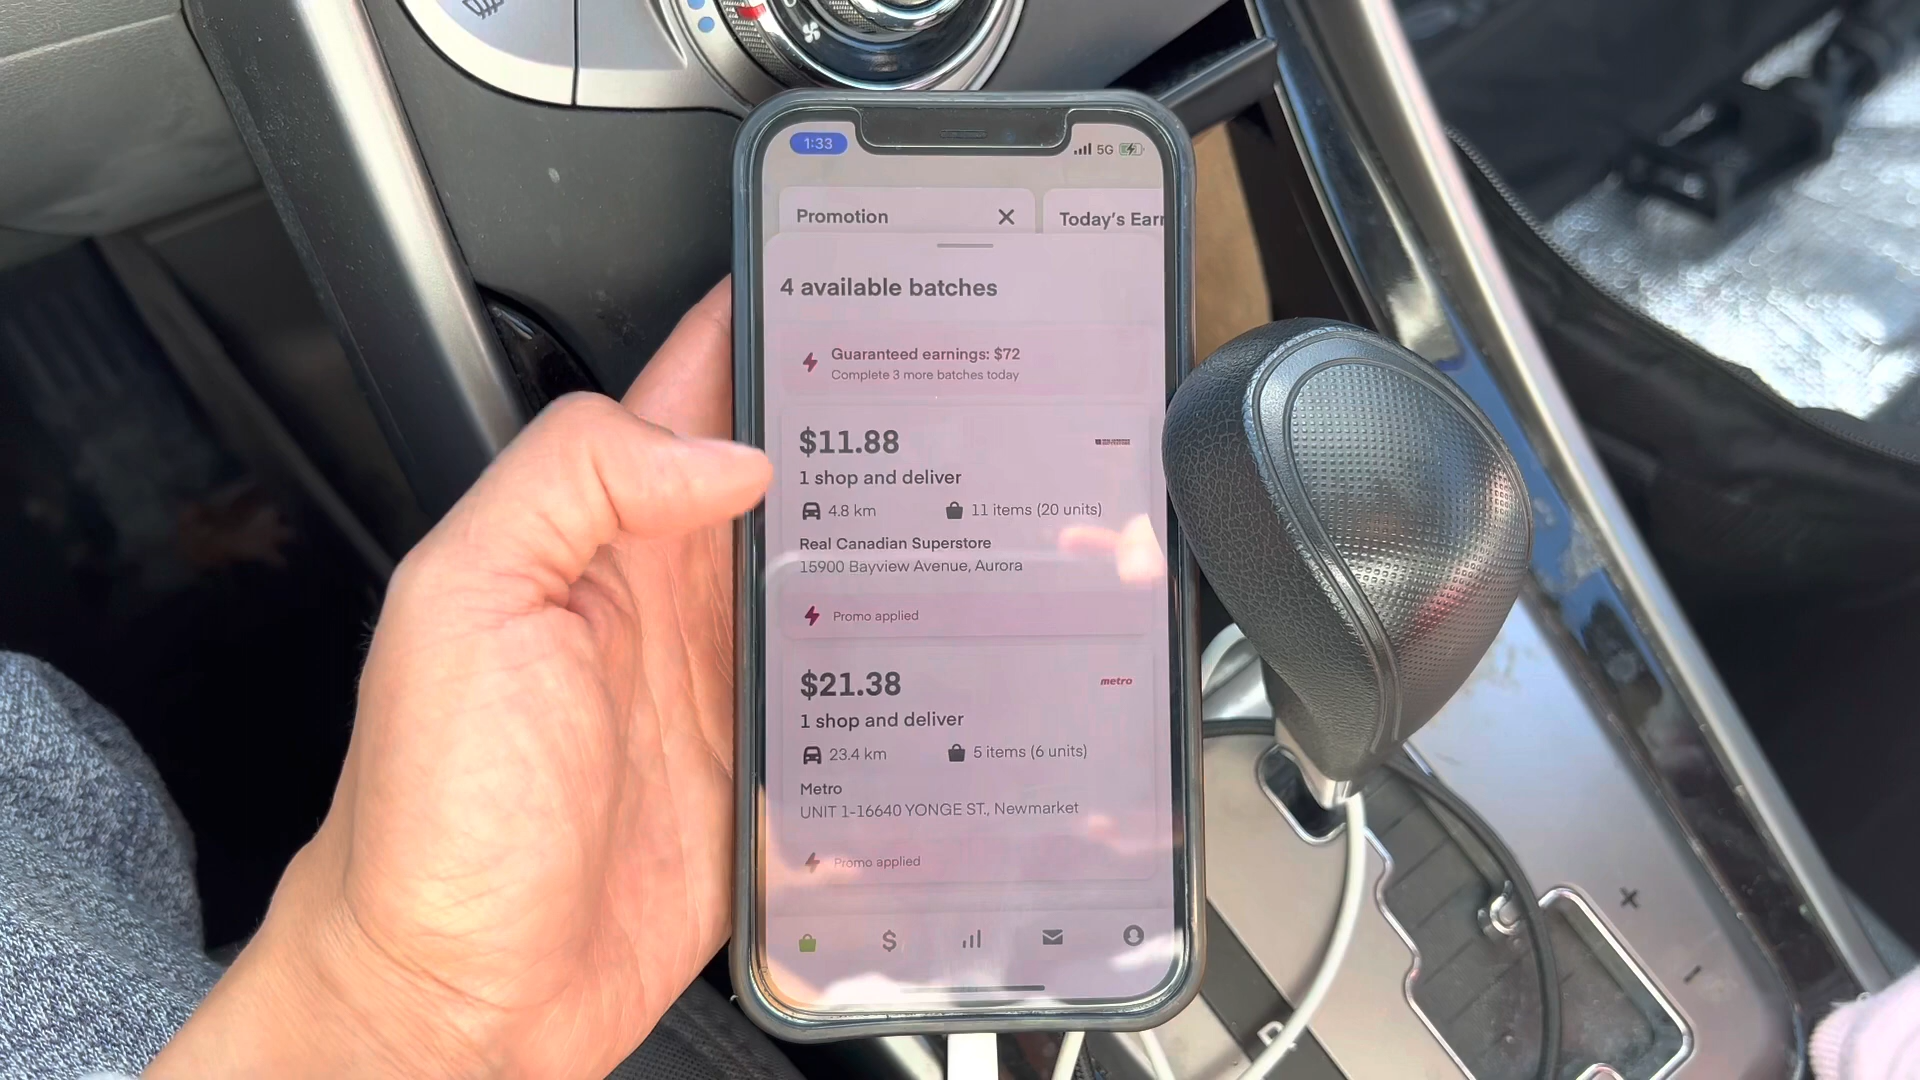 1:33
5G
Promotion
Today's Earn
4 available batches
Guaranteed earnings: $72
Complete 3 more batches today
$11.88
1 shop and deliver
4.8 km 11 items (20 units)
Real Canadian Superstore
15900 Bayview Avenue, Aurora
Promo applied
$21.38
metro
1 shop and deliver
23.4 km 5 items (6 units)
Metro
UNIT 1-16640 YONGE ST., Newmarket
Promo applied